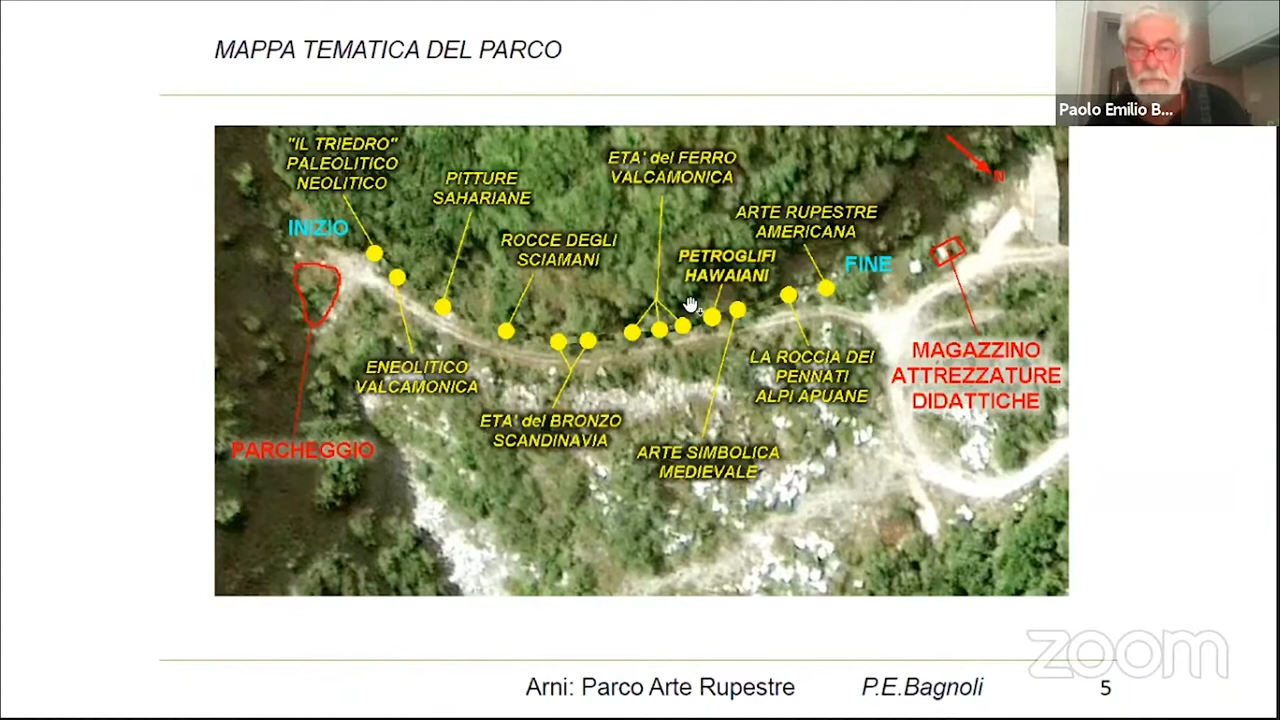 MAPPA TEMATICA DEL PARCO
Paolo Emilio B...
"IL TRIEDRO"
PALEOLITICO
NEOLITICO
PITTURE
SAHARIANE
ETA' del FERRO
VALCAMONICA
N
INIZIO
ROCCE DEGLI
SCIAMANI
ARTE RUPESTRE
AMERICANA
PETROGLIFI
HAWAIANI
FINE
ENEOLITICO
VALCAMONICA
LA ROCCIA DEI
PENNATI
ALPI APUANE
MAGAZZINO
ATTREZZATURE
DIDATTICHE
ETA' del BRONZO
SCANDINAVIA
PARCHEGGIO
ARTE SIMBOLICA
MEDIEVALE
zoom
Arni: Parco Arte Rupestre
P.E.Bagnoli
5